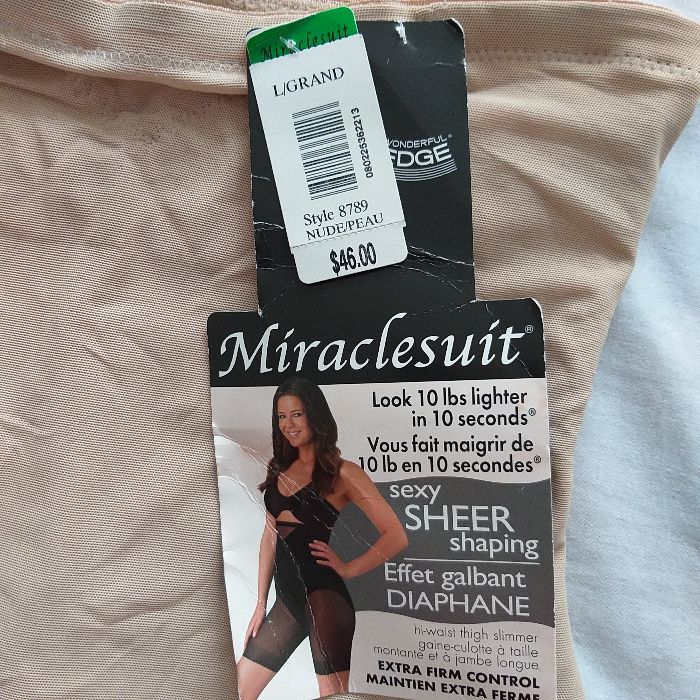 Miraclesuit
L/GRAND
080225362213
Style 8789
NUDE/PEAU
$46.00
WONDERFUL®
EDGE
Miraclesuit®
Look 10 lbs lighter
in 10 seconds®
Vous fait maigrir de
10 lb en 10 secondes®
sexy
SHEER
shaping
Effet galbant
DIAPHANE
hi-waist thigh slimmer
gaine-culotte à taille
montante et à jambe longue
EXTRA FIRM CONTROL
MAINTIEN EXTRA FERME